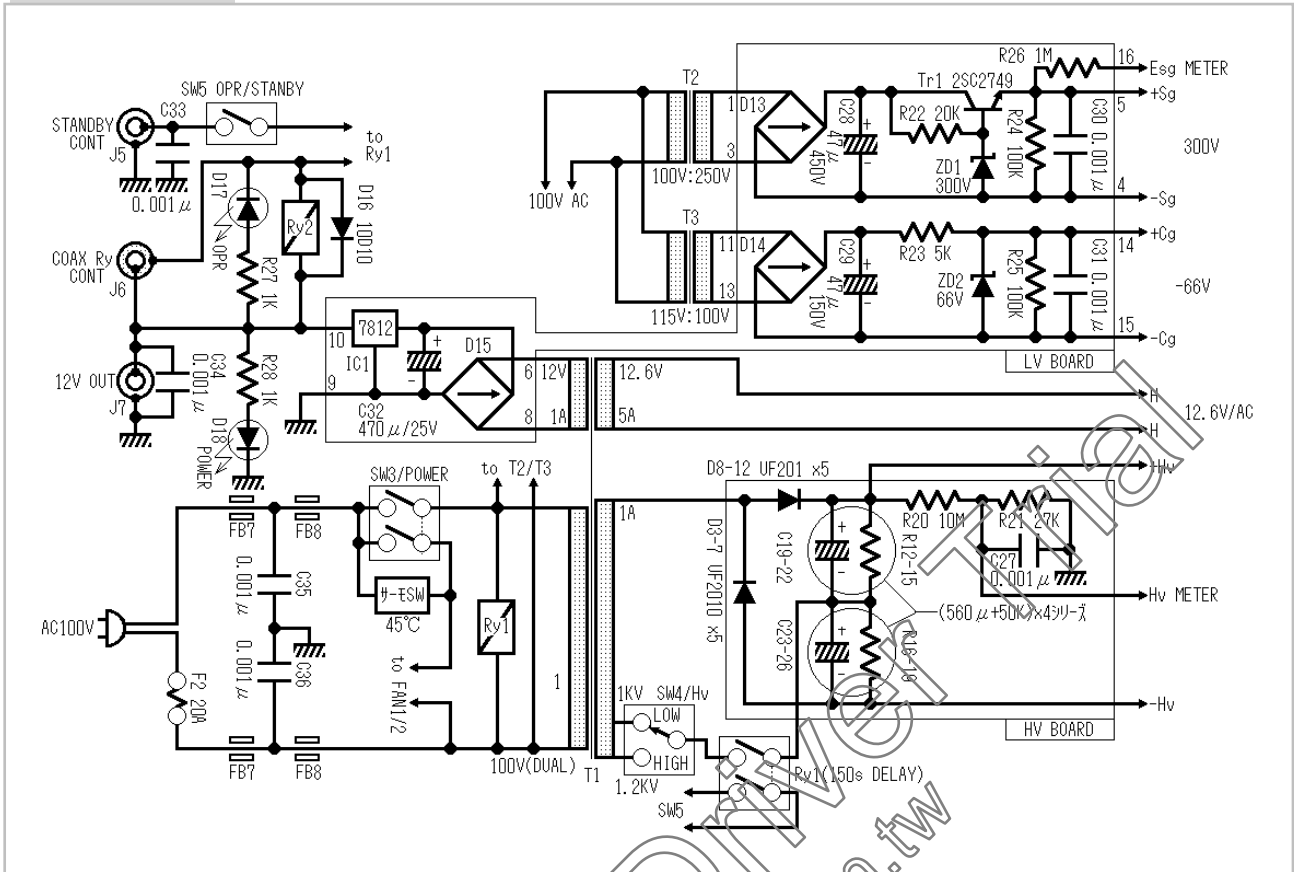 SW5 OPR/STANBY
C33
STANDBY
CONT
J5
0.001μ
to
Ry1
D17
OPR
Ry2
D16 10D10
COAX Ry
CONT
J6
R27 1K
12V OUT
J7
C34
0.001μ
R28 1K
D18
POWER
10
7812
IC1
9
+
-
C32
470μ/25V
D15
6
12V
8
1A
12.6V
5A
T2
100V:250V
100V AC
T3
115V:100V
1
D13
3
C28
47μ
450V
+
-
R22 20K
Tr1 2SC2749
ZD1
300V
R24 100K
R26 1M
C30 0.001μ
16
Esg METER
+Sg
5
300V
4
-Sg
11
D14
13
C29
47μ
150V
+
-
R23 5K
ZD2
66V
R25 100K
C31 0.001μ
+Cg
14
-66V
15
-Cg
LV BOARD
H
12.6V/AC
H
AC100V
F2 20A
FB7
FB8
FB7
FB8
0.001μ
C35
0.001μ
C36
SW3/POWER
サーモSW
45℃
to FAN1/2
to T2/T3
Ry1
1
100V(DUAL)
T1
1A
1KV
SW4/Hv
LOW
HIGH
1.2KV
SW5
Ry1(150s DELAY)
D8-12 UF201 x5
D3-7 UF2010 x5
C19-22
+
-
R12-15
C23-26
+
-
R16-19
R20 10M
R21 27K
C27
0.001μ
+Hv
Hv METER
(560μ+50K)×4シリーズ
-Hv
HV BOARD
Driver Trial